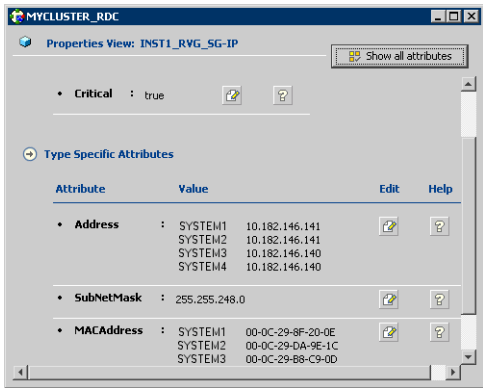 MYCLUSTER_RDC
Properties View: INST1_RVG_SG-IP
Show all attributes
• Critical : true
Type Specific Attributes
Attribute Value Edit Help
• Address : SYSTEM1 10.182.146.141
SYSTEM2 10.182.146.141
SYSTEM3 10.182.146.140
SYSTEM4 10.182.146.140
• SubNetMask : 255.255.248.0
• MACAddress : SYSTEM1 00-0C-29-8F-20-0E
SYSTEM2 00-0C-29-DA-9E-1C
SYSTEM3 00-0C-29-B8-C9-0D